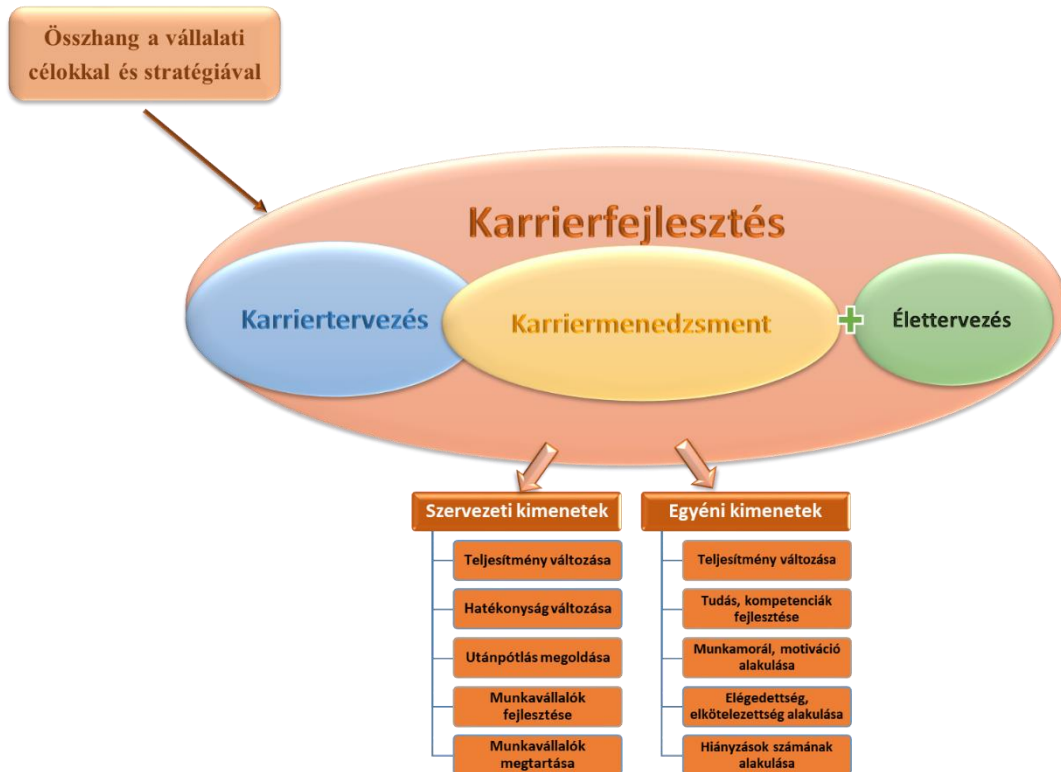 Összhang a vállalati
célokkal és stratégiával
Karrierfejlesztés
Karriertervezés
Karriermenedzsment
Élettervezés
Szervezeti kimenetek
Teljesítmény változása
Hatékonyság változása
Utánpótlás megoldása
Munkavállalók
fejlesztése
Munkavállalók
megtartása
Egyéni kimenetek
Teljesítmény változása
Tudás, kompetenciák
fejlesztése
Munkamorál, motiváció
alakulása
Elégedettség,
elkötelezettség alakulása
Hiányzások számának
alakulása